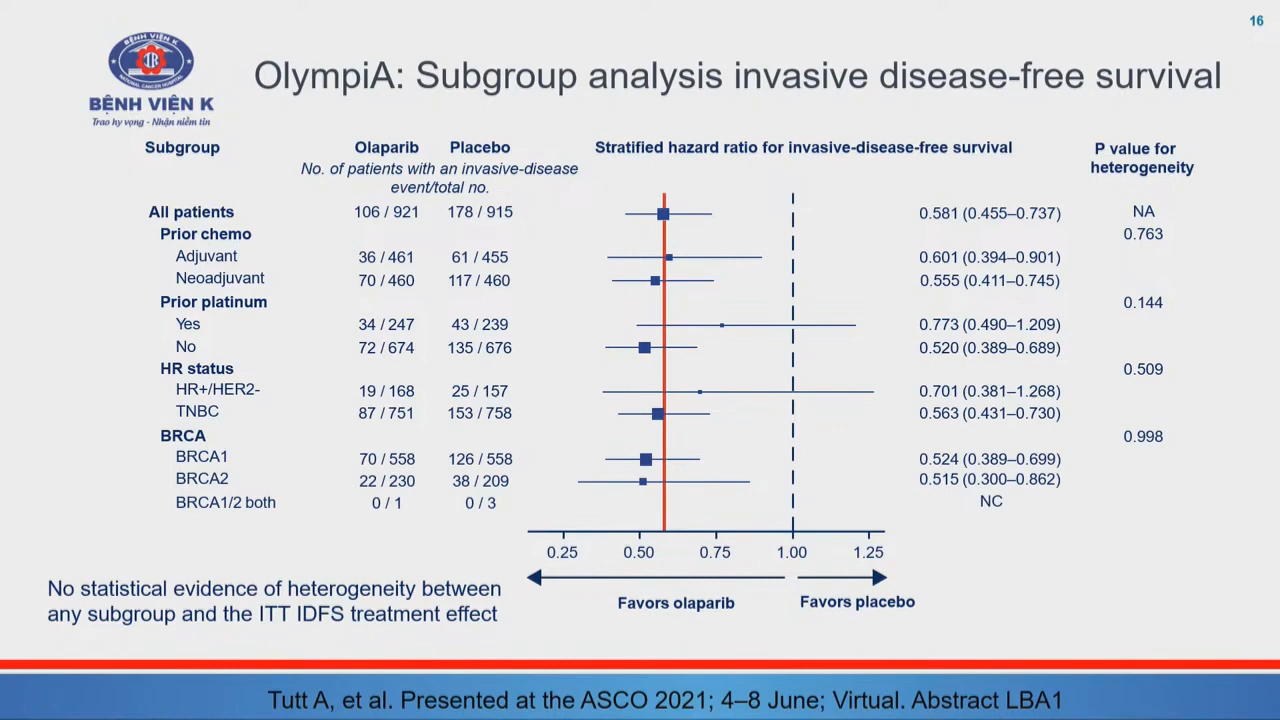 16
BỆNH VIỆN K
NATIONAL CANCER HOSPITAL
BỆNH VIỆN K
Trao hy vọng - Nhận niềm tin
OlympiA: Subgroup analysis invasive disease-free survival
Subgroup Olaparib Placebo Stratified hazard ratio for invasive-disease-free survival P value for heterogeneity
No. of patients with an invasive-disease
event/total no.
All patients 106 / 921 178 / 915 0.581 (0.455–0.737) NA
Prior chemo 0.763
Adjuvant 36 / 461 61 / 455 0.601 (0.394–0.901)
Neoadjuvant 70 / 460 117 / 460 0.555 (0.411–0.745)
Prior platinum 0.144
Yes 34 / 247 43 / 239 0.773 (0.490–1.209)
No 72 / 674 135 / 676 0.520 (0.389–0.689)
HR status 0.509
HR+/HER2- 19 / 168 25 / 157 0.701 (0.381–1.268)
TNBC 87 / 751 153 / 758 0.563 (0.431–0.730)
BRCA 0.998
BRCA1 70 / 558 126 / 558 0.524 (0.389–0.699)
BRCA2 22 / 230 38 / 209 0.515 (0.300–0.862)
BRCA1/2 both 0 / 1 0 / 3 NC
0.25 0.50 0.75 1.00 1.25
Favors olaparib Favors placebo
No statistical evidence of heterogeneity between
any subgroup and the ITT IDFS treatment effect
Tutt A, et al. Presented at the ASCO 2021; 4–8 June; Virtual. Abstract LBA1